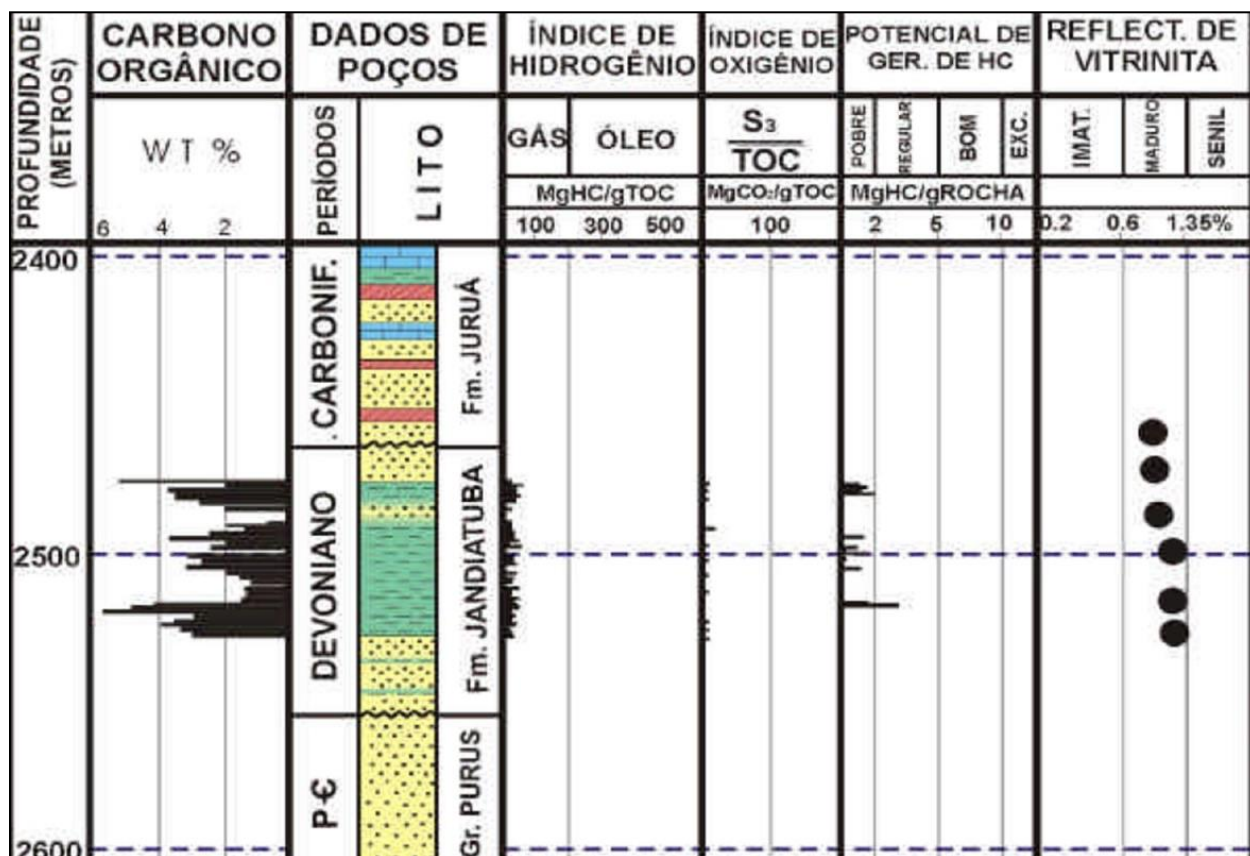 PROFUNDIDADE
(METROS)
CARBONO
ORGÂNICO
WT %
6 4 2
DADOS DE
POÇOS
PERÍODOS
LITO
ÍNDICE DE
HIDROGÊNIO
GÁS ÓLEO
MgHC/gTOC
100 300 500
ÍNDICE DE
OXIGÊNIO
S3
TOC
MgCO2/gTOC
100
POTENCIAL DE
GER. DE HC
POBRE
REGULAR
BOM
EXC.
MgHC/gROCHA
2 5 10
REFLECT. DE
VITRINITA
IMAT.
MADURO
SENIL
0.2 0.6 1.35%
2400
2500
2600
. CARBONIF.
DEVONIANO
P-Є
Fm. JURUÁ
Fm. JANDIATUBA
Gr. PURUS